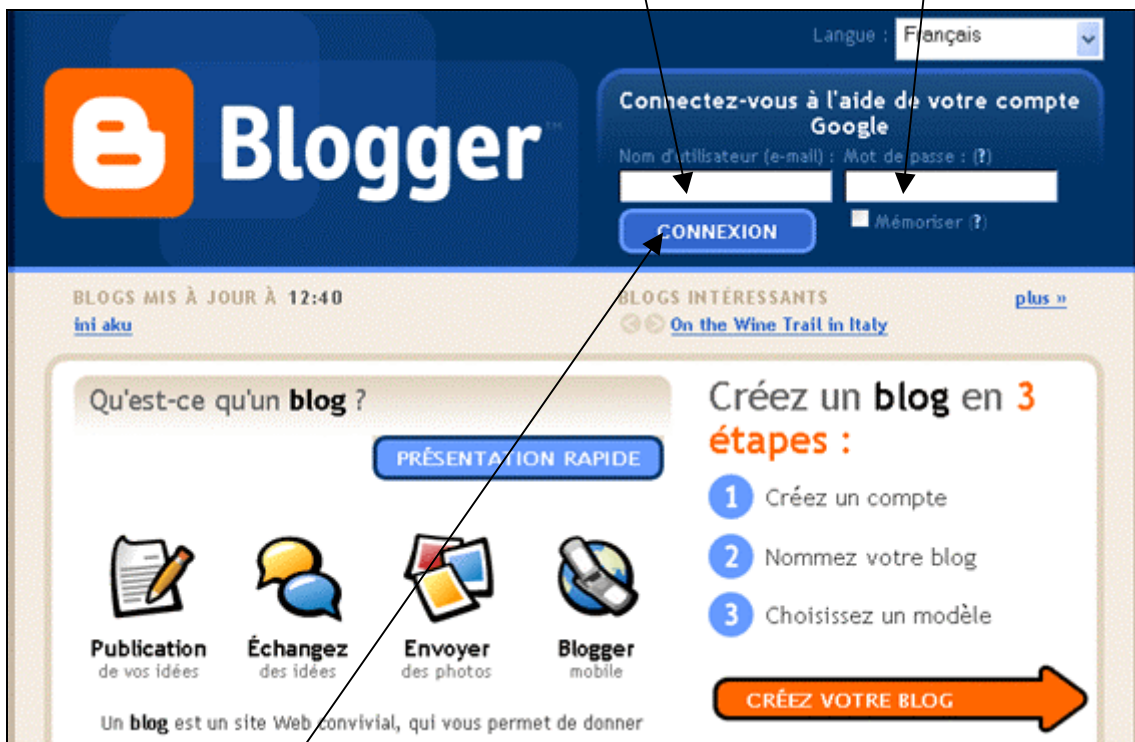 Langue : Français
Blogger™
Connectez-vous à l'aide de votre compte
Google
Nom d'utilisateur (e-mail) : Mot de passe : (?)
CONNEXION
Mémoriser (?)
BLOGS MIS À JOUR À 12:40
ini aku
BLOGS INTÉRESSANTS
plus »
On the Wine Trail in Italy
Qu'est-ce qu'un blog ?
PRÉSENTATION RAPIDE
Publication
de vos idées
Échangez
des idées
Envoyer
des photos
Blogger
mobile
Un blog est un site Web convivial, qui vous permet de donner
Créez un blog en 3
étapes :
1 Créez un compte
2 Nommez votre blog
3 Choisissez un modèle
CRÉEZ VOTRE BLOG